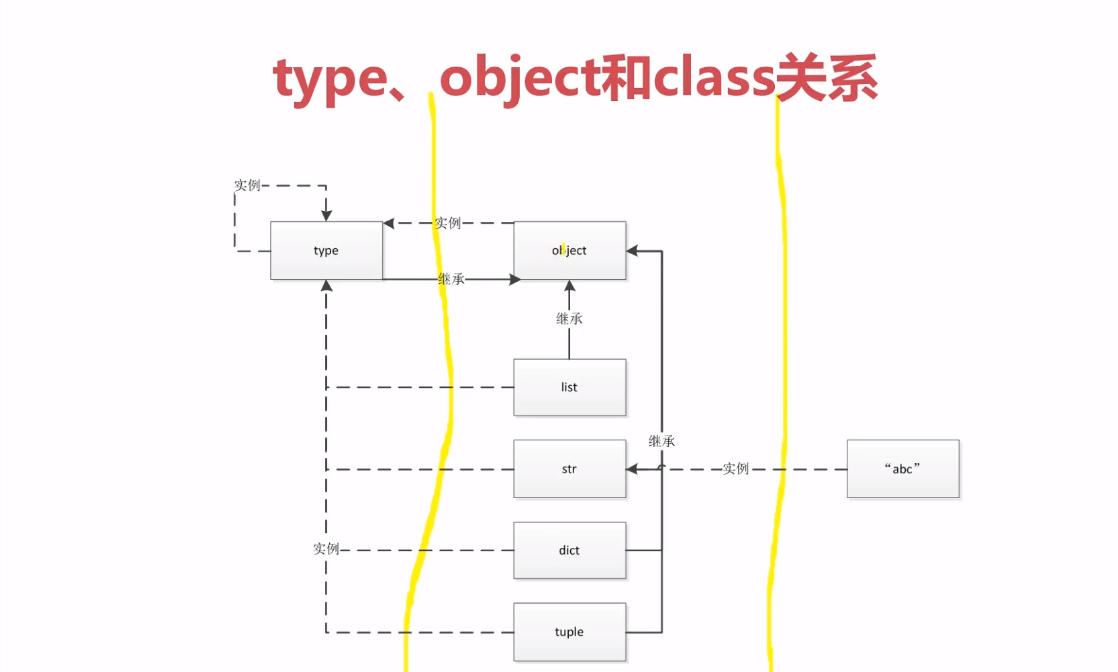 type、object和class关系
实例
实例
type
object
继承
继承
list
继承
str
实例
“abc”
实例
dict
tuple